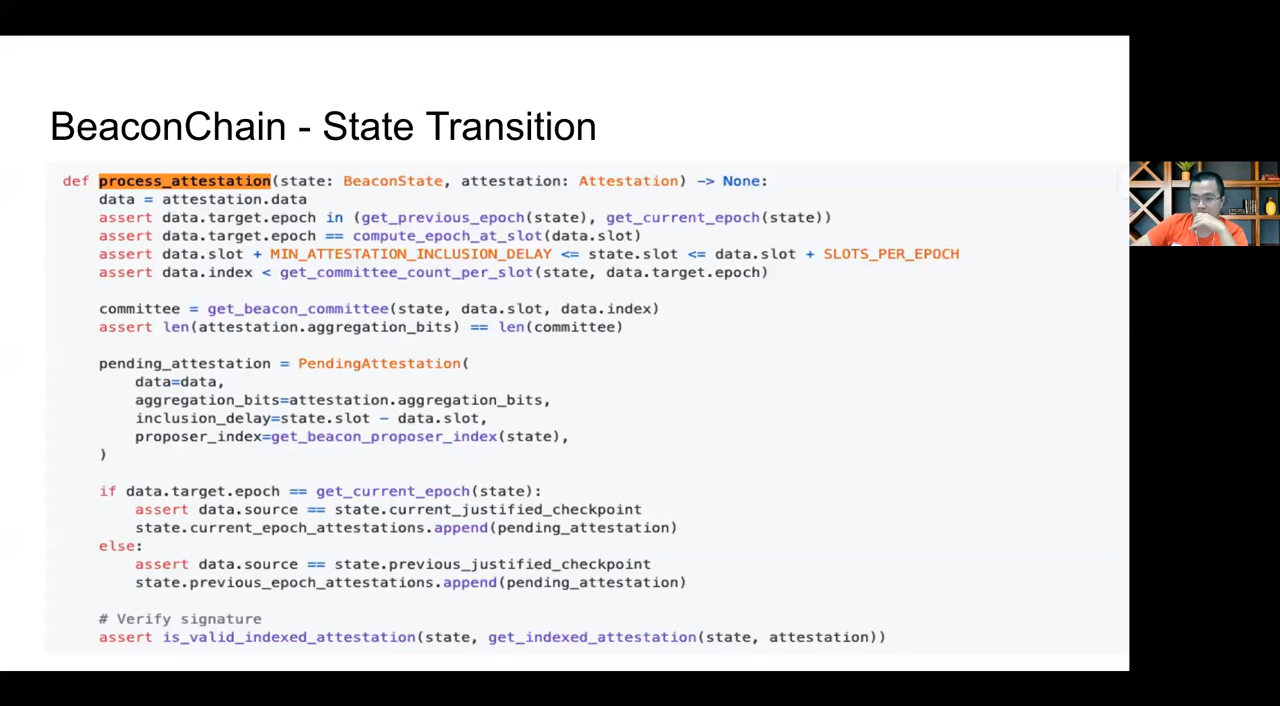 BeaconChain - State Transition
def process_attestation(state: BeaconState, attestation: Attestation) -> None:
    data = attestation.data
    assert data.target.epoch in (get_previous_epoch(state), get_current_epoch(state))
    assert data.target.epoch == compute_epoch_at_slot(data.slot)
    assert data.slot + MIN_ATTESTATION_INCLUSION_DELAY <= state.slot <= data.slot + SLOTS_PER_EPOCH
    assert data.index < get_committee_count_per_slot(state, data.target.epoch)
    committee = get_beacon_committee(state, data.slot, data.index)
    assert len(attestation.aggregation_bits) == len(committee)
    pending_attestation = PendingAttestation(
        data=data,
        aggregation_bits=attestation.aggregation_bits,
        inclusion_delay=state.slot - data.slot,
        proposer_index=get_beacon_proposer_index(state),
    )
    if data.target.epoch == get_current_epoch(state):
        assert data.source == state.current_justified_checkpoint
        state.current_epoch_attestations.append(pending_attestation)
    else:
        assert data.source == state.previous_justified_checkpoint
        state.previous_epoch_attestations.append(pending_attestation)
    # Verify signature
    assert is_valid_indexed_attestation(state, get_indexed_attestation(state, attestation))